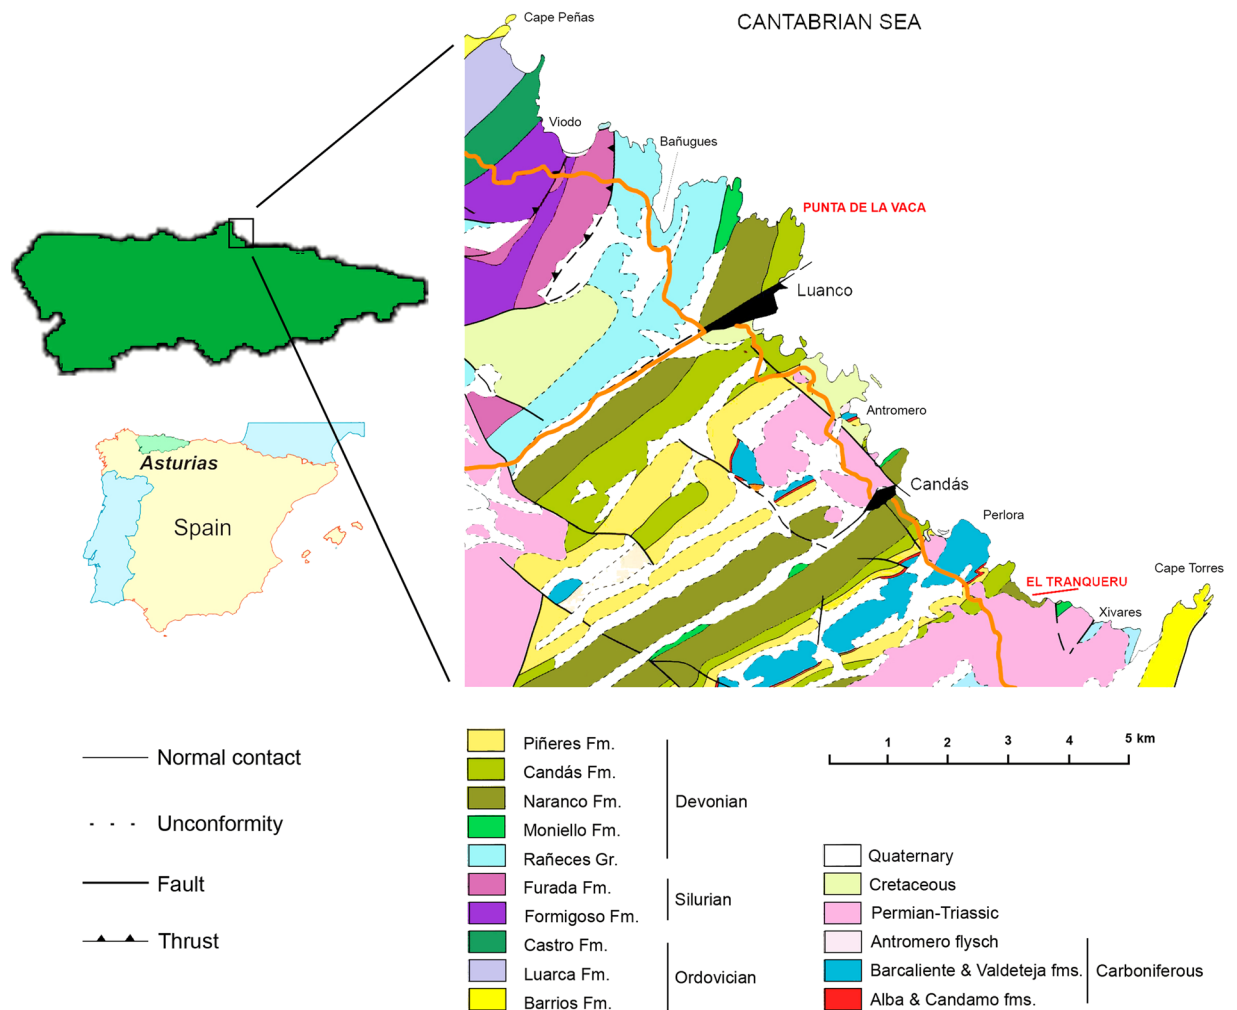 Cape Peñas
CANTABRIAN SEA
Viodo
Bañugues
PUNTA DE LA VACA
Luanco
Antromero
Candás
Perlora
EL TRANQUERU
Cape Torres
Xivares
Asturias
Spain
Normal contact
Unconformity
Fault
Thrust
Piñeres Fm.
Candás Fm.
Naranco Fm.
Moniello Fm.
Rañeces Gr.
Devonian
Furada Fm.
Formigoso Fm.
Silurian
Castro Fm.
Luarca Fm.
Barrios Fm.
Ordovician
1 2 3 4 5 km
Quaternary
Cretaceous
Permian-Triassic
Antromero flysch
Barcaliente & Valdeteja fms.
Alba & Candamo fms.
Carboniferous